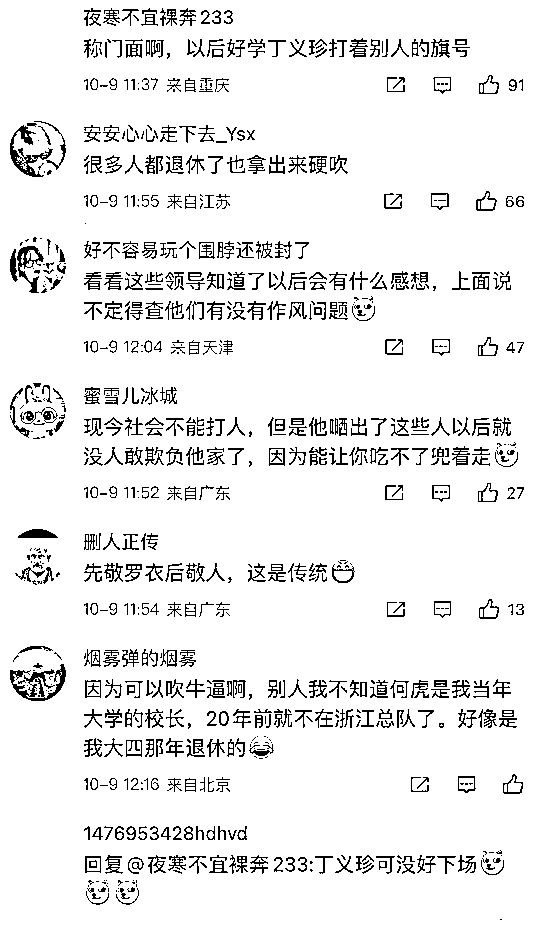 夜寒不宜裸奔233
称门面啊，以后好学丁义珍打着别人的旗号
10-9 11:37 来自重庆
91
安安心心走下去_Ysx
很多人都退休了也拿出来硬吹
10-9 11:55 来自江苏
66
好不容易玩个围脖还被封了
看看这些领导知道了以后会有什么感想，上面说
不定得查他们有没有作风问题
10-9 12:04 来自天津
47
蜜雪儿冰城
现今社会不能打人，但是他晒出了这些人以后就
没人敢欺负他家了，因为能让你吃不了兜着走
10-9 11:52 来自广东
27
删人正传
先敬罗衣后敬人，这是传统
10-9 11:54 来自广东
13
烟雾弹的烟雾
因为可以吹牛逼啊，别人我不知道何虎是我当年
大学的校长，20年前就不在浙江总队了。好像是
我大四那年退休的
10-9 12:16 来自北京
1476953428hdhvd
回复@夜寒不宜裸奔233:丁义珍可没好下场